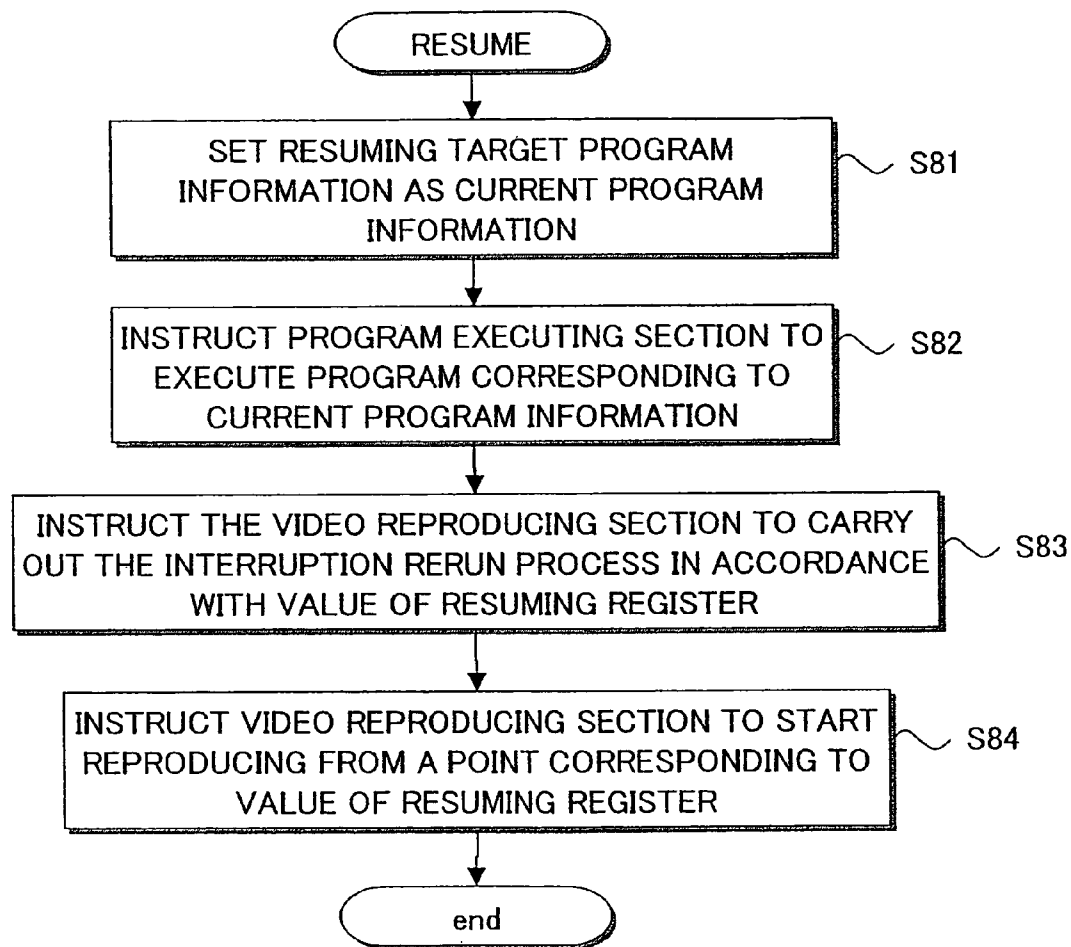 RESUME
SET RESUMING TARGET PROGRAM
INFORMATION AS CURRENT PROGRAM
INFORMATION
S81
INSTRUCT PROGRAM EXECUTING SECTION TO
EXECUTE PROGRAM CORRESPONDING TO
CURRENT PROGRAM INFORMATION
S82
INSTRUCT THE VIDEO REPRODUCING SECTION TO CARRY
OUT THE INTERRUPTION RERUN PROCESS IN ACCORDANCE
WITH VALUE OF RESUMING REGISTER
S83
INSTRUCT VIDEO REPRODUCING SECTION TO START
REPRODUCING FROM A POINT CORRESPONDING TO
VALUE OF RESUMING REGISTER
S84
end